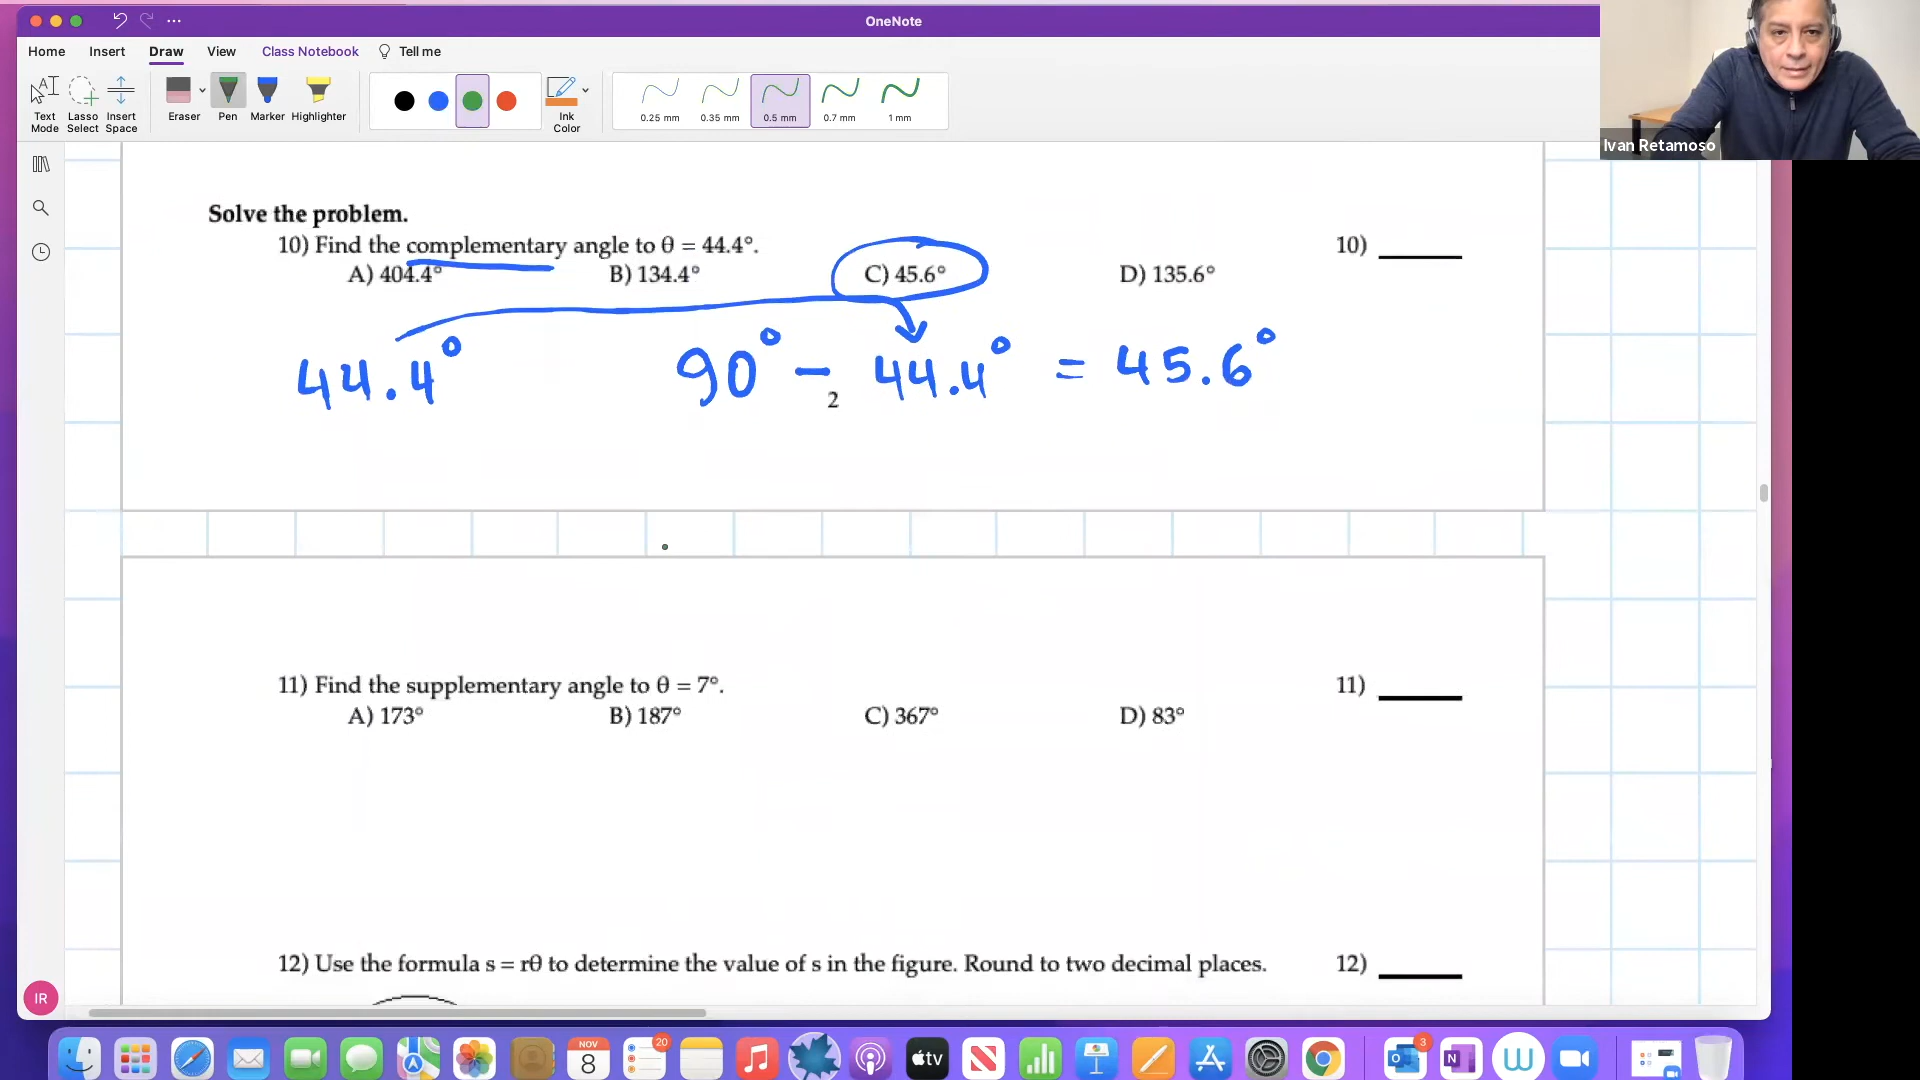 OneNote
Home Insert Draw View Class Notebook Tell me
Text Mode Lasso Select Insert Space Eraser Pen Marker Highlighter Ink Color 0.25 mm 0.35 mm 0.5 mm 0.7 mm 1 mm
Ivan Retamoso
Solve the problem.
10) Find the complementary angle to θ = 44.4°. 10)
A) 404.4° B) 134.4° C) 45.6° D) 135.6°
44.4° 90° - 44.4° = 45.6°
2
11) Find the supplementary angle to θ = 7°. 11)
A) 173° B) 187° C) 367° D) 83°
12) Use the formula s = rθ to determine the value of s in the figure. Round to two decimal places. 12)
IR
NOV 20 tv 3
8 N W